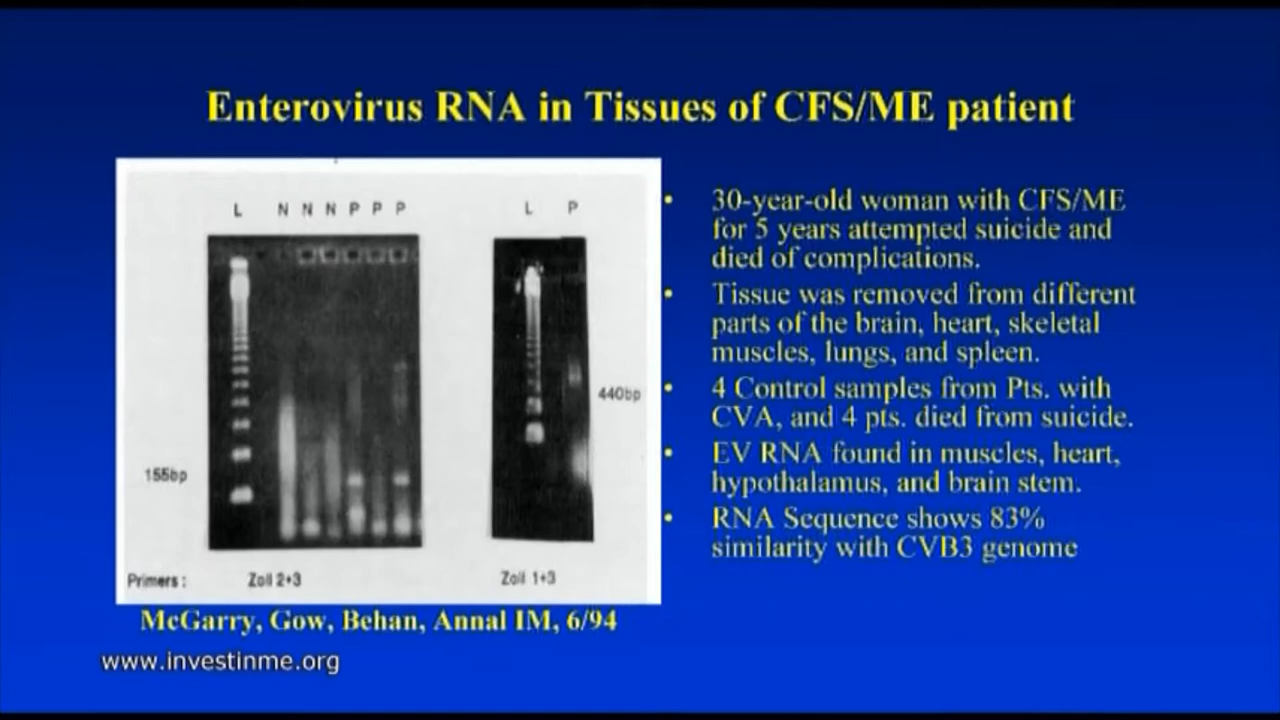 Enterovirus RNA in Tissues of CFS/ME patient
L N N N P P P
L P
440bp
155bp
Primers: Zoll 2+3 Zoll 1+3
McGarry, Gow, Behan, Annal IM, 6/94
• 30-year-old woman with CFS/ME
for 5 years attempted suicide and
died of complications.
• Tissue was removed from different
parts of the brain, heart, skeletal
muscles, lungs, and spleen.
• 4 Control samples from Pts. with
CVA, and 4 pts. died from suicide.
• EV RNA found in muscles, heart,
hypothalamus, and brain stem.
• RNA Sequence shows 83%
similarity with CVB3 genome
www.investinme.org